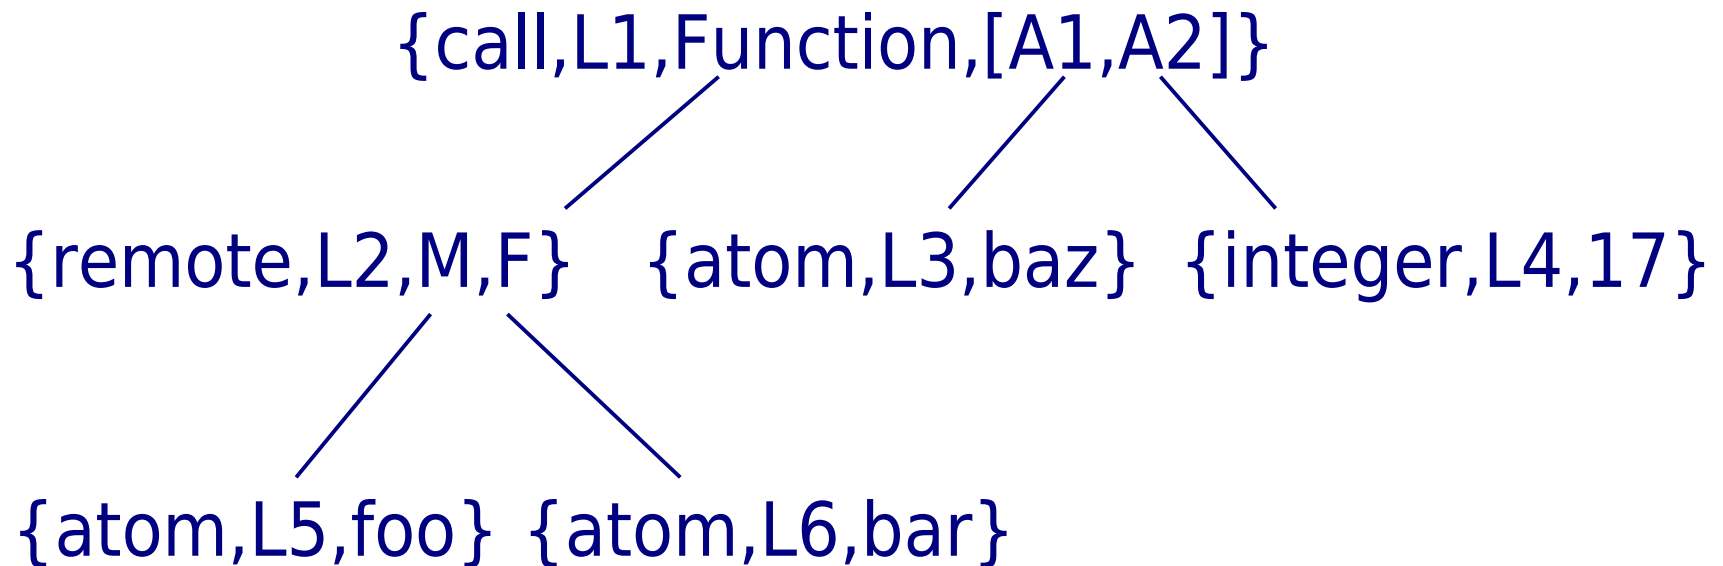 {call,L1,Function,[A1,A2]}
{remote,L2,M,F} {atom,L3,baz} {integer,L4,17}
{atom,L5,foo} {atom,L6,bar}